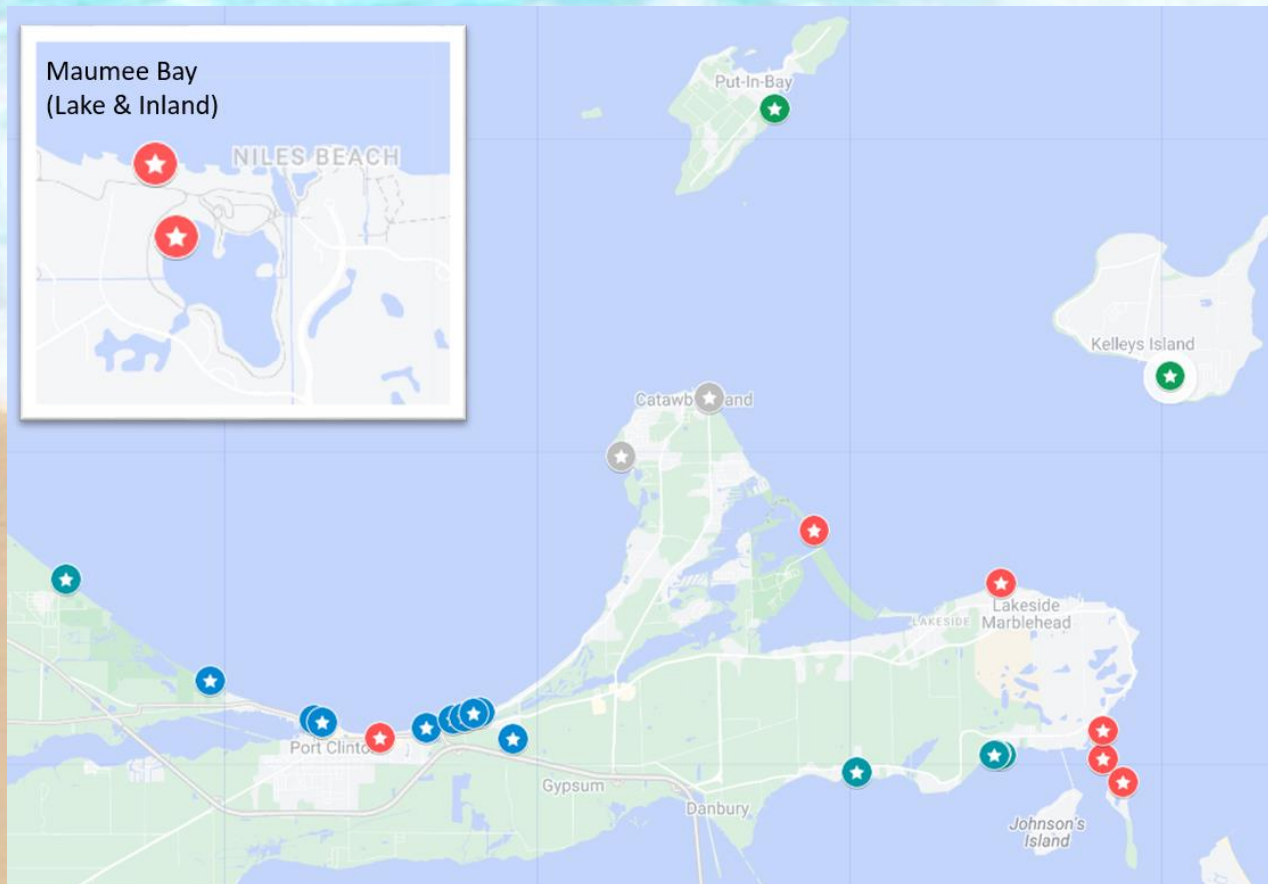 Maumee Bay
(Lake & Inland)
NILES BEACH
Put-In-Bay
Kelleys Island
Lakeside
Marblehead
LAKESIDE
Gypsum
Danbury
Johnson's
Island